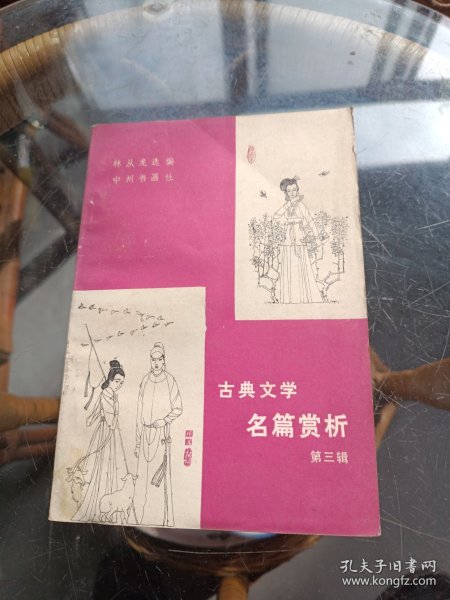 林从龙选编
中州书画社
古典文学
名篇赏析
第三辑
孔夫子旧书网
www.kongfz.com